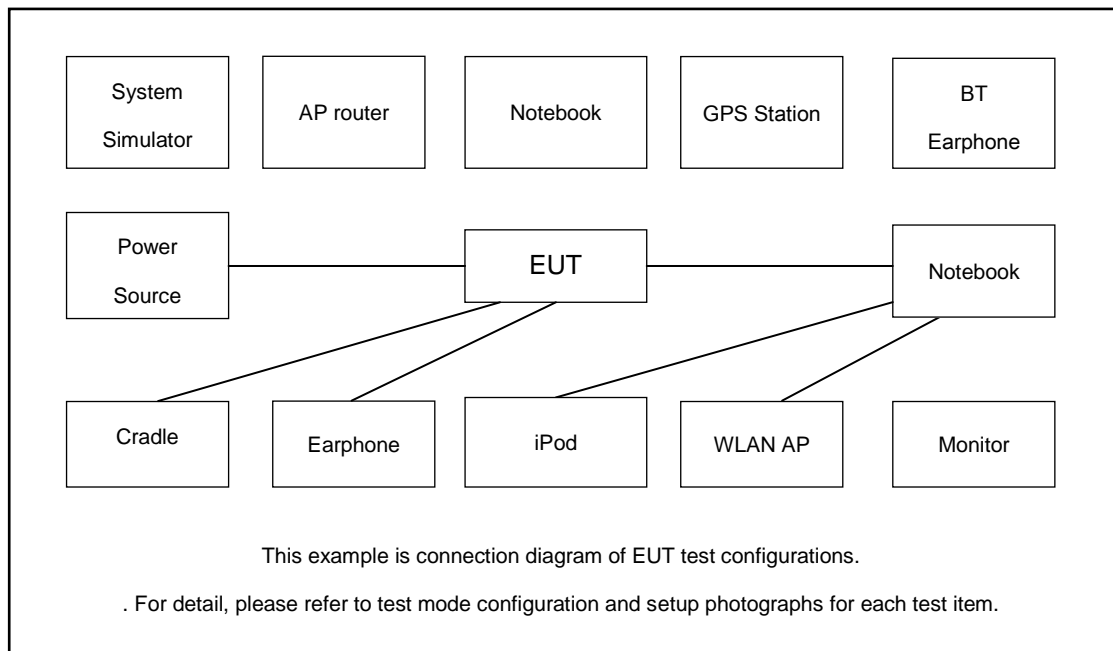 System
Simulator
AP router
Notebook
GPS Station
BT
Earphone
Power
Source
EUT
Notebook
Cradle
Earphone
iPod
WLAN AP
Monitor
This example is connection diagram of EUT test configurations.
. For detail, please refer to test mode configuration and setup photographs for each test item.